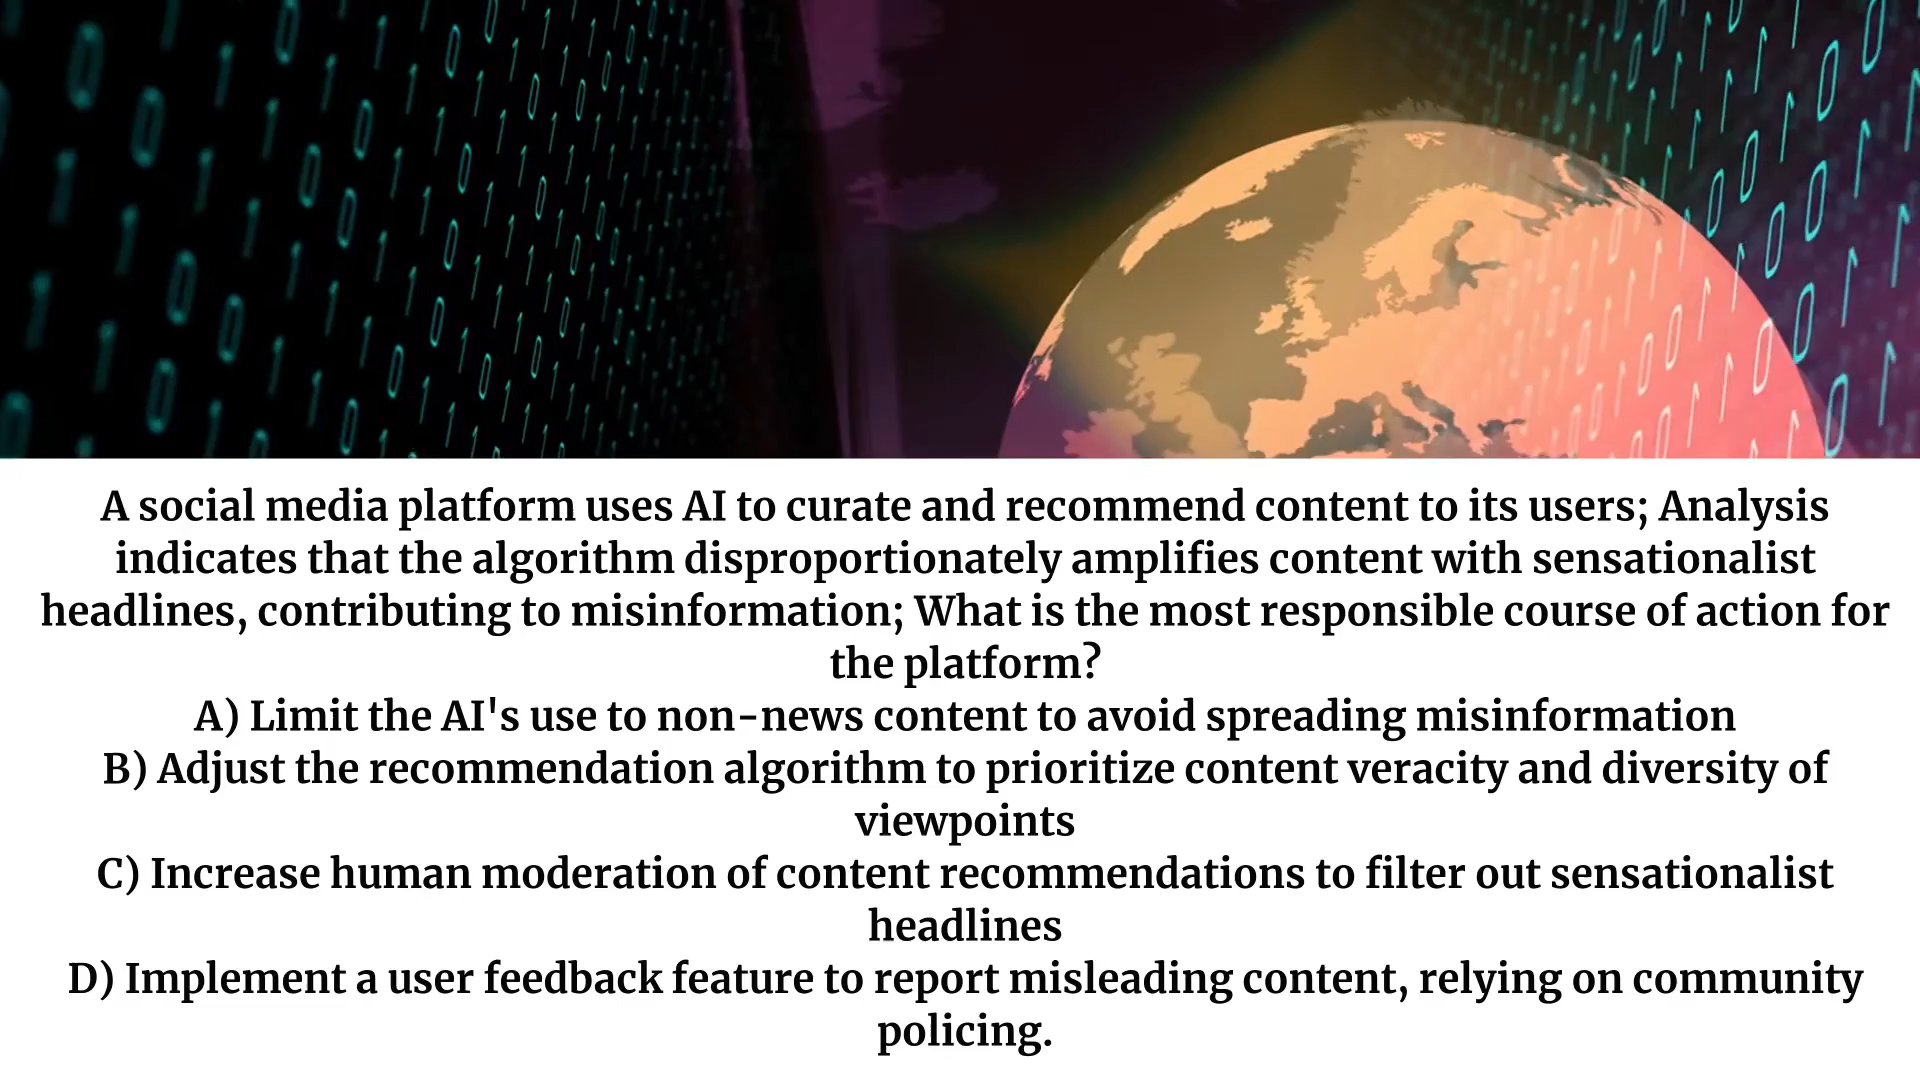 A social media platform uses AI to curate and recommend content to its users; Analysis
indicates that the algorithm disproportionately amplifies content with sensationalist
headlines, contributing to misinformation; What is the most responsible course of action for
the platform?
A) Limit the AI's use to non-news content to avoid spreading misinformation
B) Adjust the recommendation algorithm to prioritize content veracity and diversity of
viewpoints
C) Increase human moderation of content recommendations to filter out sensationalist
headlines
D) Implement a user feedback feature to report misleading content, relying on community
policing.